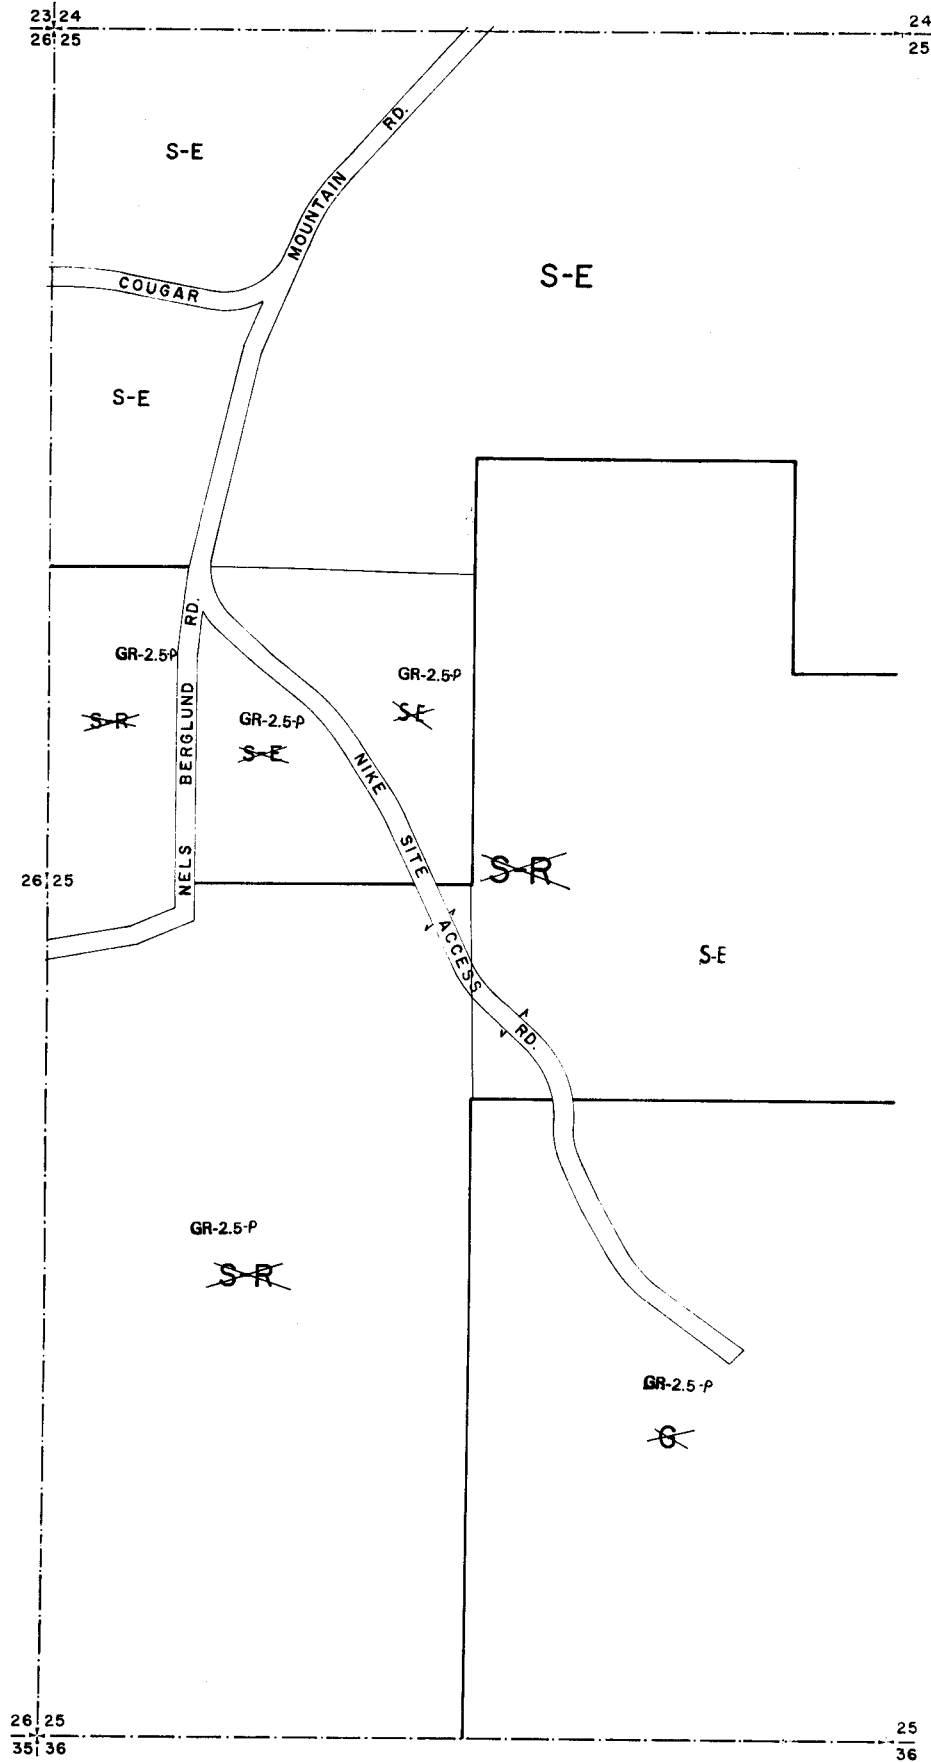 23 24
26 25
24
25
RD.
S-E
MOUNTAIN
S-E
COUGAR
S-E
RD.
GR-2.5-P
GR-2.5-P
S-R
GR-2.5-P
S-E
S-E
BERGLUND
NIKE
SITE
NELS
S-R
26 25
ACCESS
S-E
RD.
GR-2.5-P
S-R
GR-2.5-P
G
26 25
35 36
25
36